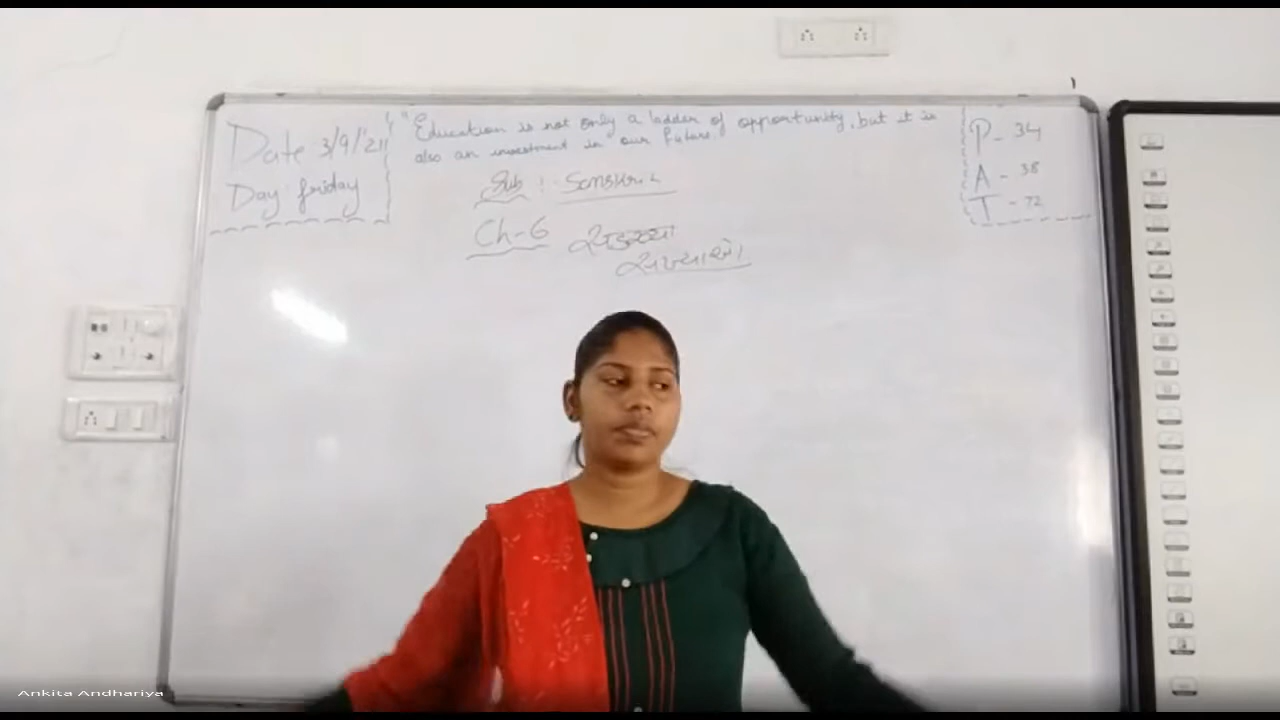 Date 3/9/'21
Day: friday
"Education is not only a ladder of opportunity, but it is
also an investment in our future."
Sub :- Sanskrit
Ch-6
P - 34
A - 38
T - 72
Ankita Andhariya